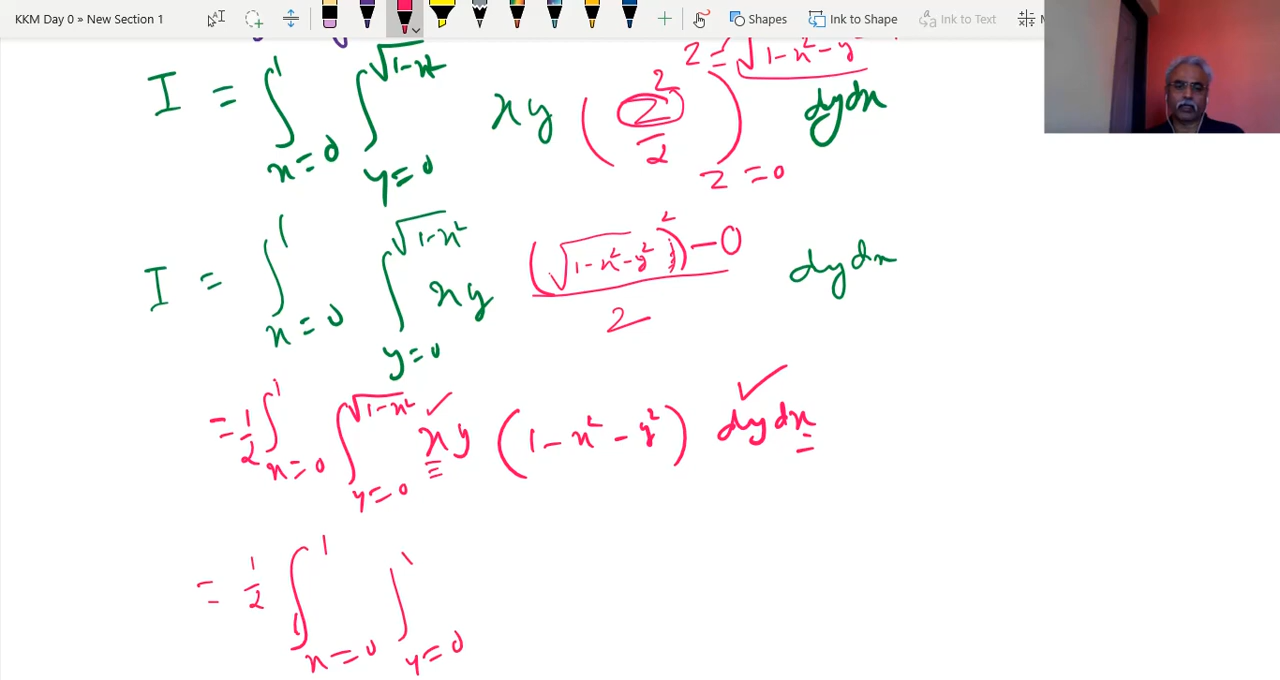 KKM Day 0 » New Section 1
Shapes
Ink to Shape
Ink to Text
z = √(1-x²-y²)
I = ∫_{x=0}^{1} ∫_{y=0}^{√(1-x²)} xy (z²/2)_{z=0} dy dx
I = ∫_{x=0}^{1} ∫_{y=0}^{√(1-x²)} xy ((√(1-x²-y²))² - 0)/2 dy dx
= 1/2 ∫_{x=0}^{1} ∫_{y=0}^{√(1-x²)} xy (1-x²-y²) dy dx
= 1/2 ∫_{x=0}^{1} ∫_{y=0}